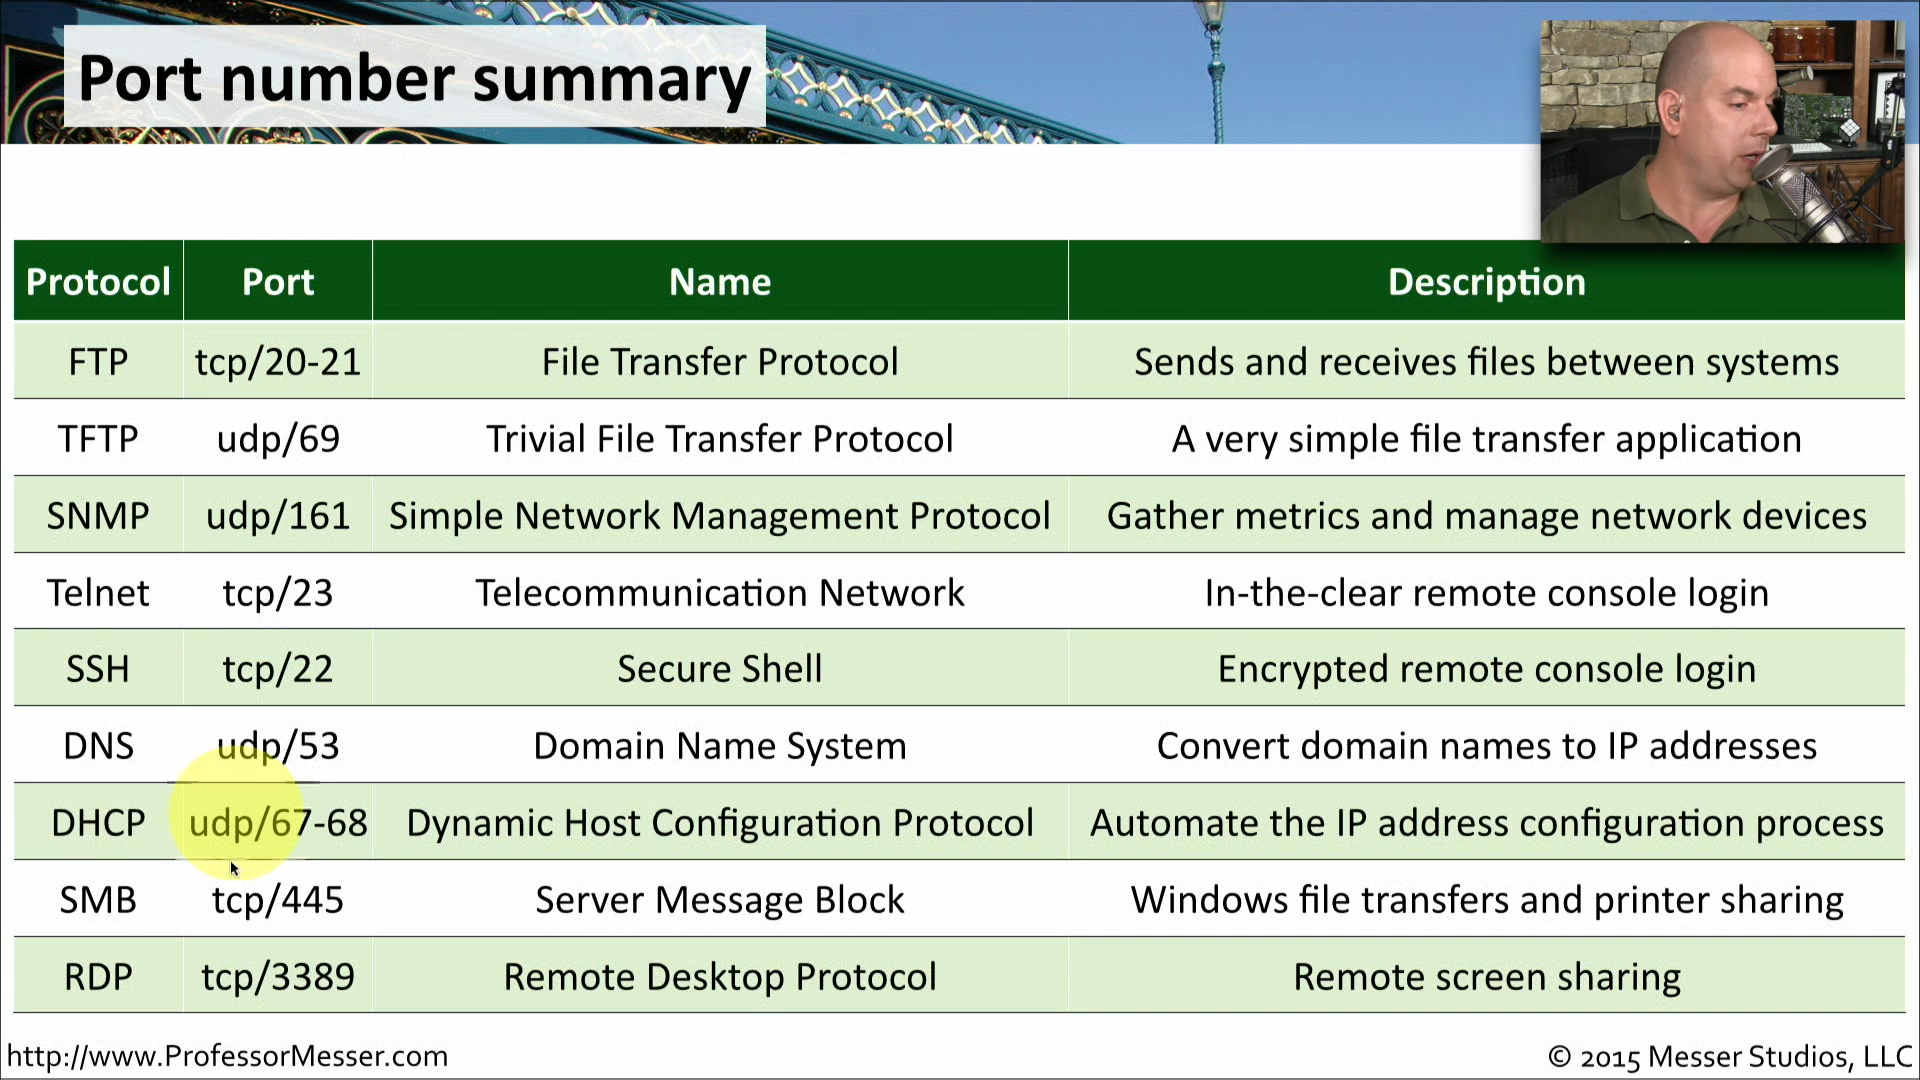 Port number summary
Protocol Port Name Description
FTP tcp/20-21 File Transfer Protocol Sends and receives files between systems
TFTP udp/69 Trivial File Transfer Protocol A very simple file transfer application
SNMP udp/161 Simple Network Management Protocol Gather metrics and manage network devices
Telnet tcp/23 Telecommunication Network In-the-clear remote console login
SSH tcp/22 Secure Shell Encrypted remote console login
DNS udp/53 Domain Name System Convert domain names to IP addresses
DHCP udp/67-68 Dynamic Host Configuration Protocol Automate the IP address configuration process
SMB tcp/445 Server Message Block Windows file transfers and printer sharing
RDP tcp/3389 Remote Desktop Protocol Remote screen sharing
http://www.ProfessorMesser.com © 2015 Messer Studios, LLC